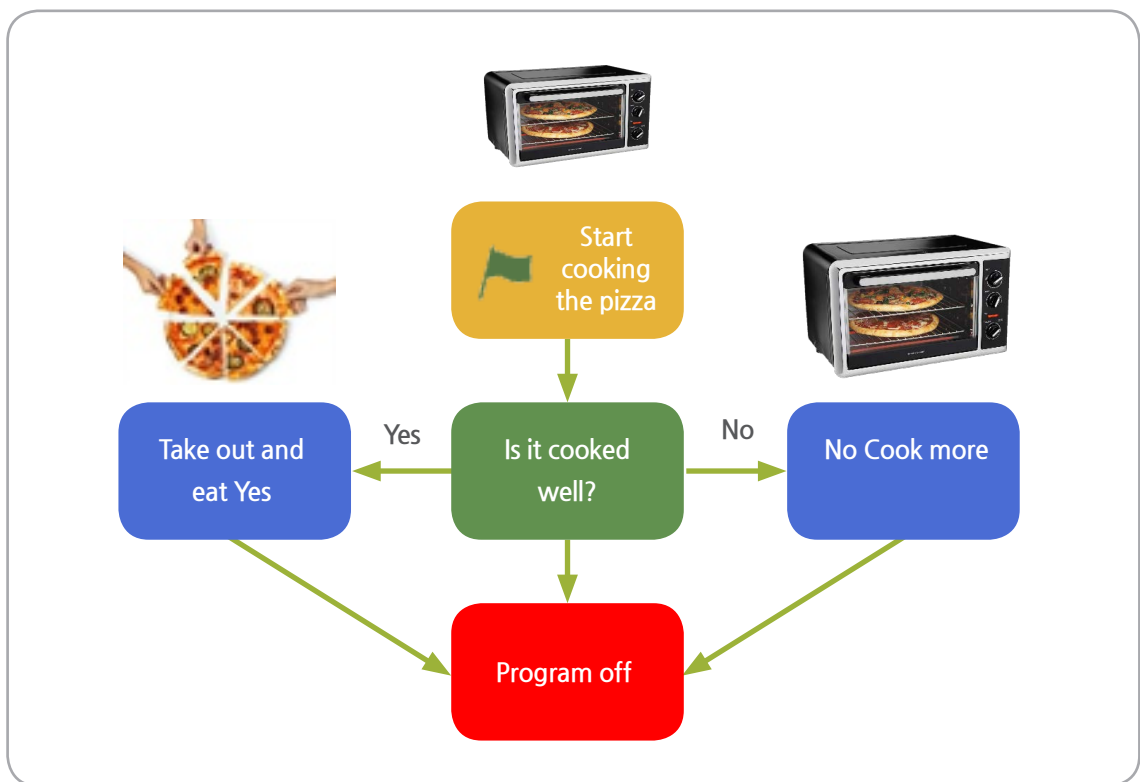 Start
cooking
the pizza
Yes
No
Take out and
eat Yes
Is it cooked
well?
No Cook more
Program off